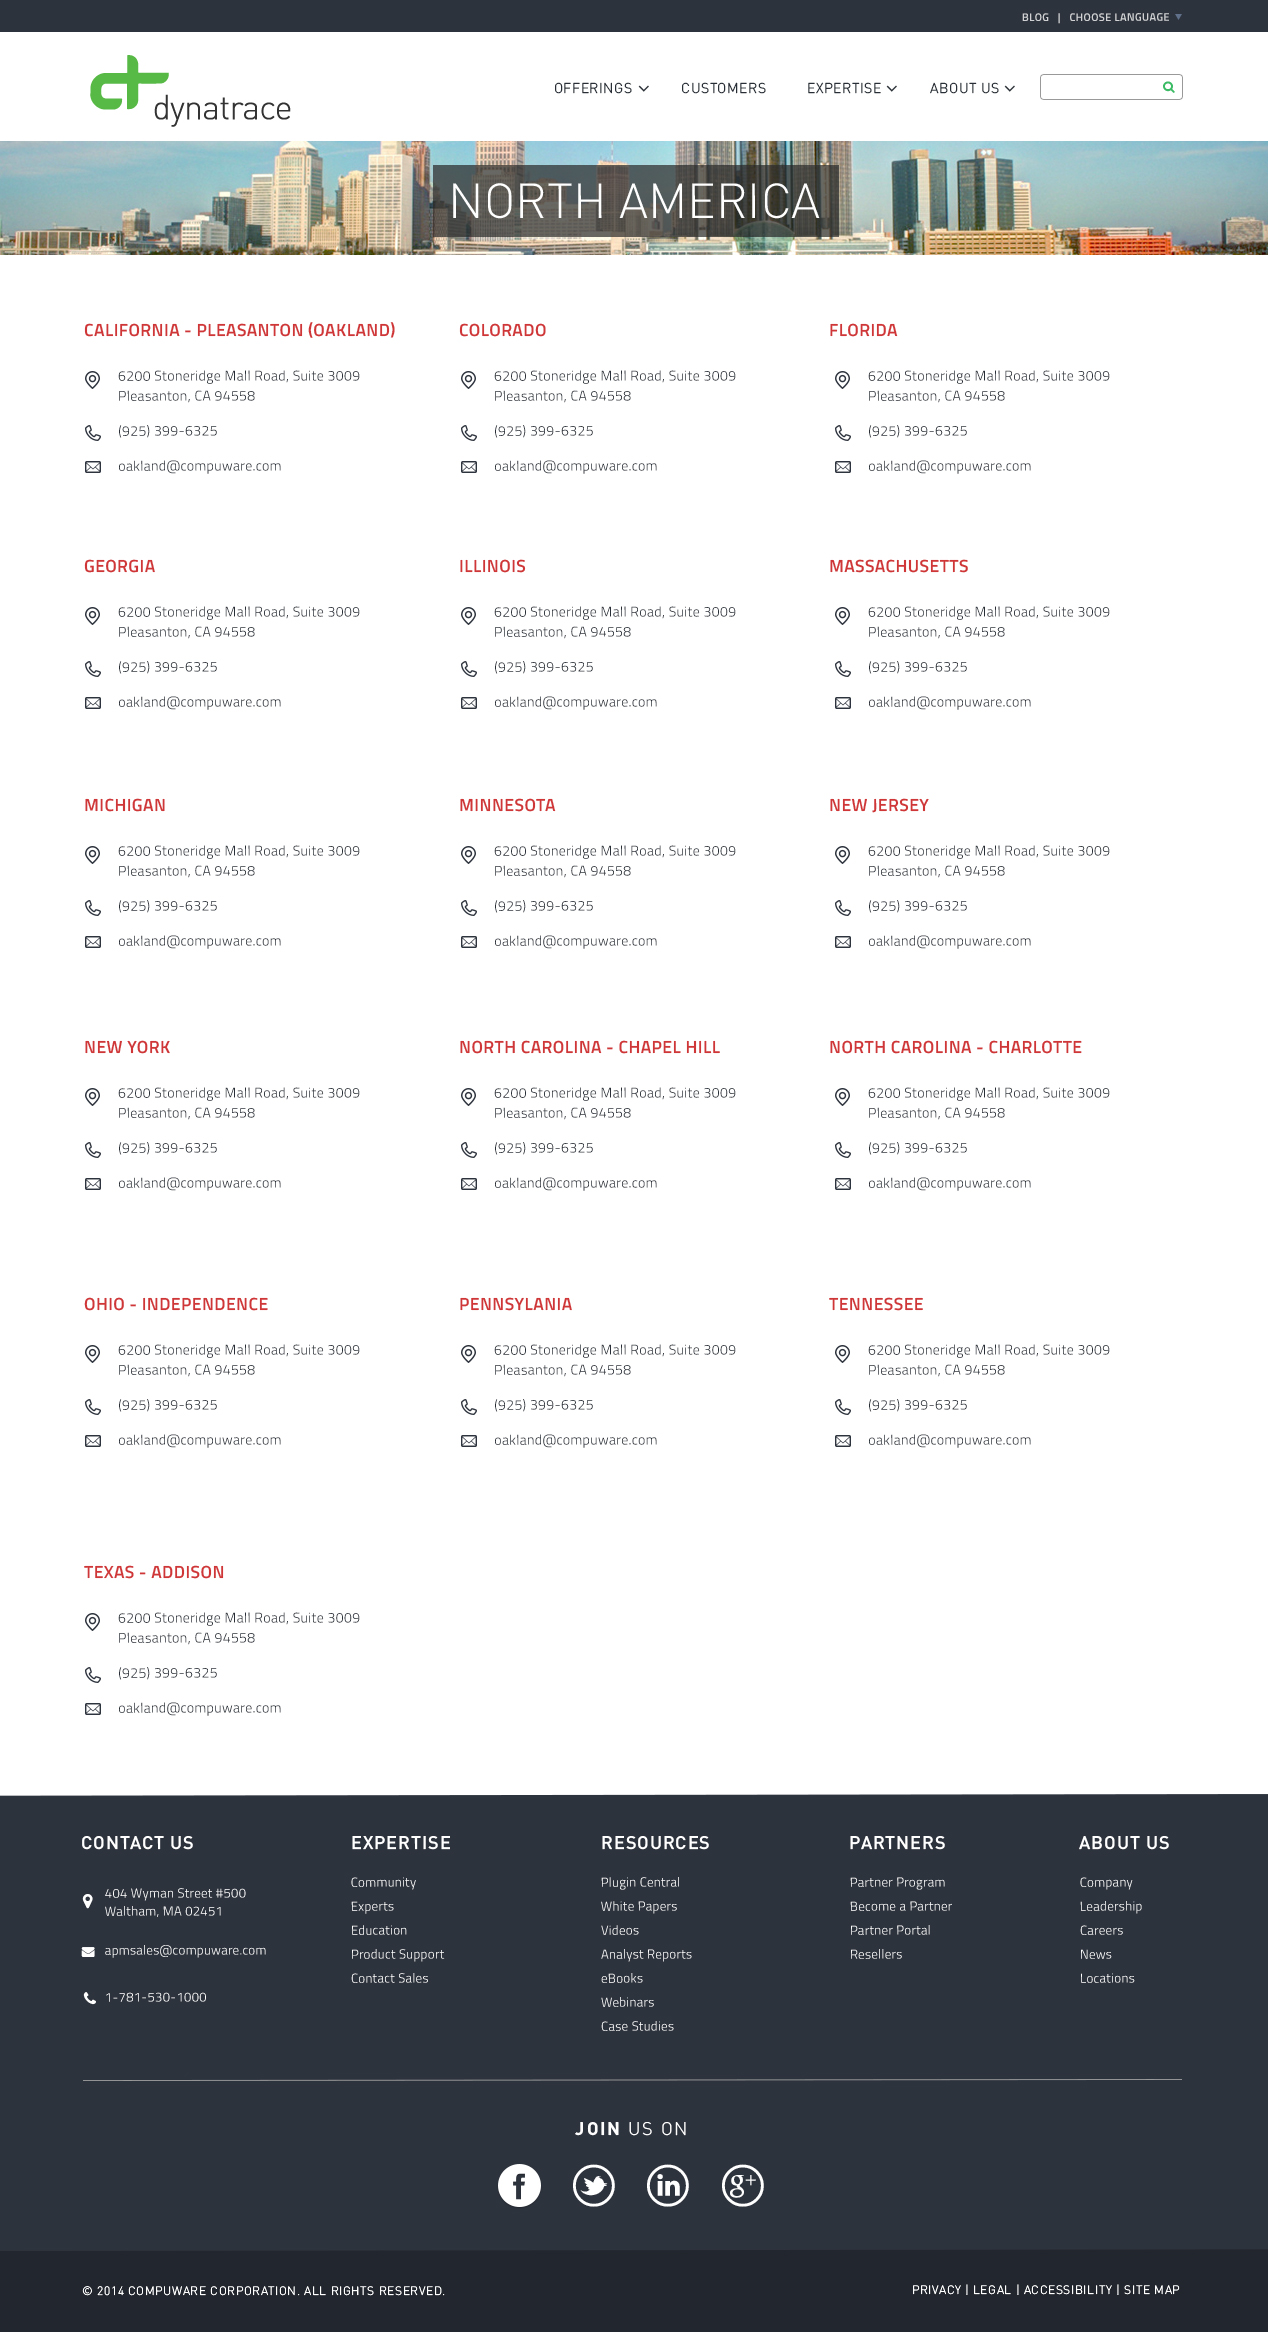 BLOG | CHOOSE LANGUAGE
dynatrace
OFFERINGS CUSTOMERS EXPERTISE ABOUT US
NORTH AMERICA
CALIFORNIA - PLEASANTON (OAKLAND)
6200 Stoneridge Mall Road, Suite 3009
Pleasanton, CA 94558
(925) 399-6325
oakland@compuware.com
COLORADO
6200 Stoneridge Mall Road, Suite 3009
Pleasanton, CA 94558
(925) 399-6325
oakland@compuware.com
FLORIDA
6200 Stoneridge Mall Road, Suite 3009
Pleasanton, CA 94558
(925) 399-6325
oakland@compuware.com
GEORGIA
6200 Stoneridge Mall Road, Suite 3009
Pleasanton, CA 94558
(925) 399-6325
oakland@compuware.com
ILLINOIS
6200 Stoneridge Mall Road, Suite 3009
Pleasanton, CA 94558
(925) 399-6325
oakland@compuware.com
MASSACHUSETTS
6200 Stoneridge Mall Road, Suite 3009
Pleasanton, CA 94558
(925) 399-6325
oakland@compuware.com
MICHIGAN
6200 Stoneridge Mall Road, Suite 3009
Pleasanton, CA 94558
(925) 399-6325
oakland@compuware.com
MINNESOTA
6200 Stoneridge Mall Road, Suite 3009
Pleasanton, CA 94558
(925) 399-6325
oakland@compuware.com
NEW JERSEY
6200 Stoneridge Mall Road, Suite 3009
Pleasanton, CA 94558
(925) 399-6325
oakland@compuware.com
NEW YORK
6200 Stoneridge Mall Road, Suite 3009
Pleasanton, CA 94558
(925) 399-6325
oakland@compuware.com
NORTH CAROLINA - CHAPEL HILL
6200 Stoneridge Mall Road, Suite 3009
Pleasanton, CA 94558
(925) 399-6325
oakland@compuware.com
NORTH CAROLINA - CHARLOTTE
6200 Stoneridge Mall Road, Suite 3009
Pleasanton, CA 94558
(925) 399-6325
oakland@compuware.com
OHIO - INDEPENDENCE
6200 Stoneridge Mall Road, Suite 3009
Pleasanton, CA 94558
(925) 399-6325
oakland@compuware.com
PENNSYLANIA
6200 Stoneridge Mall Road, Suite 3009
Pleasanton, CA 94558
(925) 399-6325
oakland@compuware.com
TENNESSEE
6200 Stoneridge Mall Road, Suite 3009
Pleasanton, CA 94558
(925) 399-6325
oakland@compuware.com
TEXAS - ADDISON
6200 Stoneridge Mall Road, Suite 3009
Pleasanton, CA 94558
(925) 399-6325
oakland@compuware.com
CONTACT US
404 Wyman Street #500
Waltham, MA 02451
apmsales@compuware.com
1-781-530-1000
EXPERTISE
Community
Experts
Education
Product Support
Contact Sales
RESOURCES
Plugin Central
White Papers
Videos
Analyst Reports
eBooks
Webinars
Case Studies
PARTNERS
Partner Program
Become a Partner
Partner Portal
Resellers
ABOUT US
Company
Leadership
Careers
News
Locations
JOIN US ON
f in g+
© 2014 COMPUWARE CORPORATION. ALL RIGHTS RESERVED.
PRIVACY | LEGAL | ACCESSIBILITY | SITE MAP